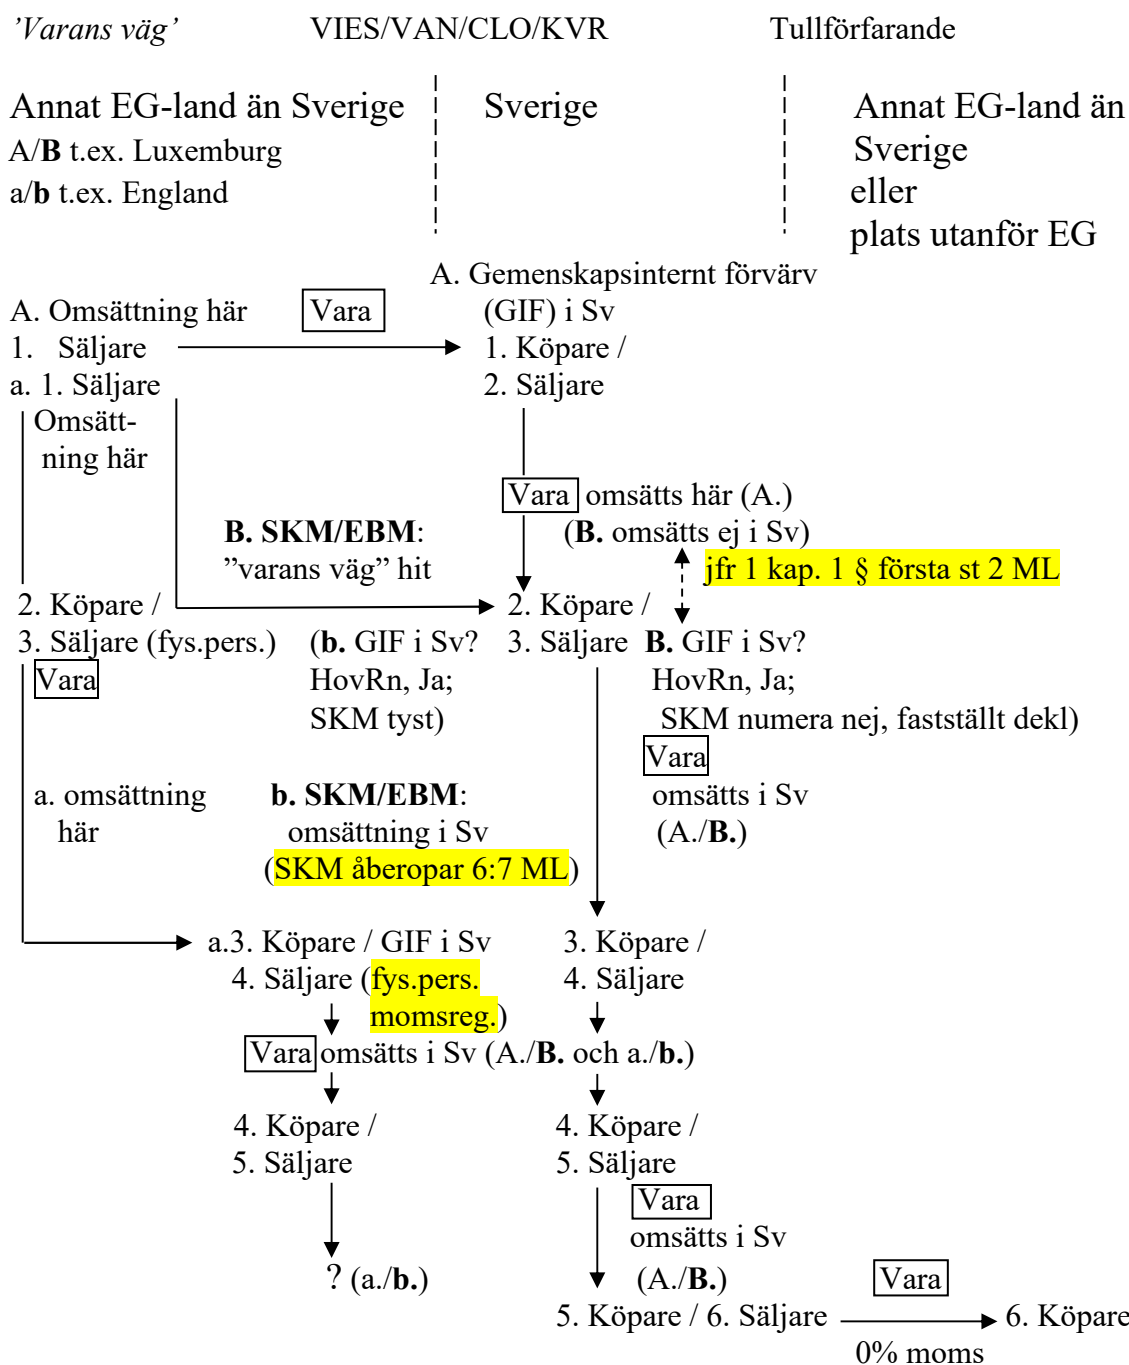 'Varans väg' VIES/VAN/CLO/KVR Tullförfarande
Annat EG-land än Sverige Sverige Annat EG-land än
A/B t.ex. Luxemburg Sverige
a/b t.ex. England eller
plats utanför EG
A. Gemenskapsinternt förvärv
A. Omsättning här Vara (GIF) i Sv
1. Säljare 1. Köpare /
a. 1. Säljare 2. Säljare
Omsätt-
ning här
Vara omsätts här (A.)
B. SKM/EBM: (B. omsätts ej i Sv)
”varans väg” hit jfr 1 kap. 1 § första st 2 ML
2. Köpare / 2. Köpare /
3. Säljare (fys.pers.) (b. GIF i Sv? 3. Säljare B. GIF i Sv?
Vara HovRn, Ja; HovRn, Ja;
SKM tyst) SKM numera nej, fastställt dekl)
Vara
a. omsättning b. SKM/EBM: omsätts i Sv
här omsättning i Sv (A./B.)
(SKM åberopar 6:7 ML)
a.3. Köpare / GIF i Sv 3. Köpare /
4. Säljare (fys.pers. 4. Säljare
momsreg.)
Vara omsätts i Sv (A./B. och a./b.)
4. Köpare / 4. Köpare /
5. Säljare 5. Säljare
Vara
omsätts i Sv
? (a./b.) (A./B.) Vara
5. Köpare / 6. Säljare 6. Köpare
0% moms